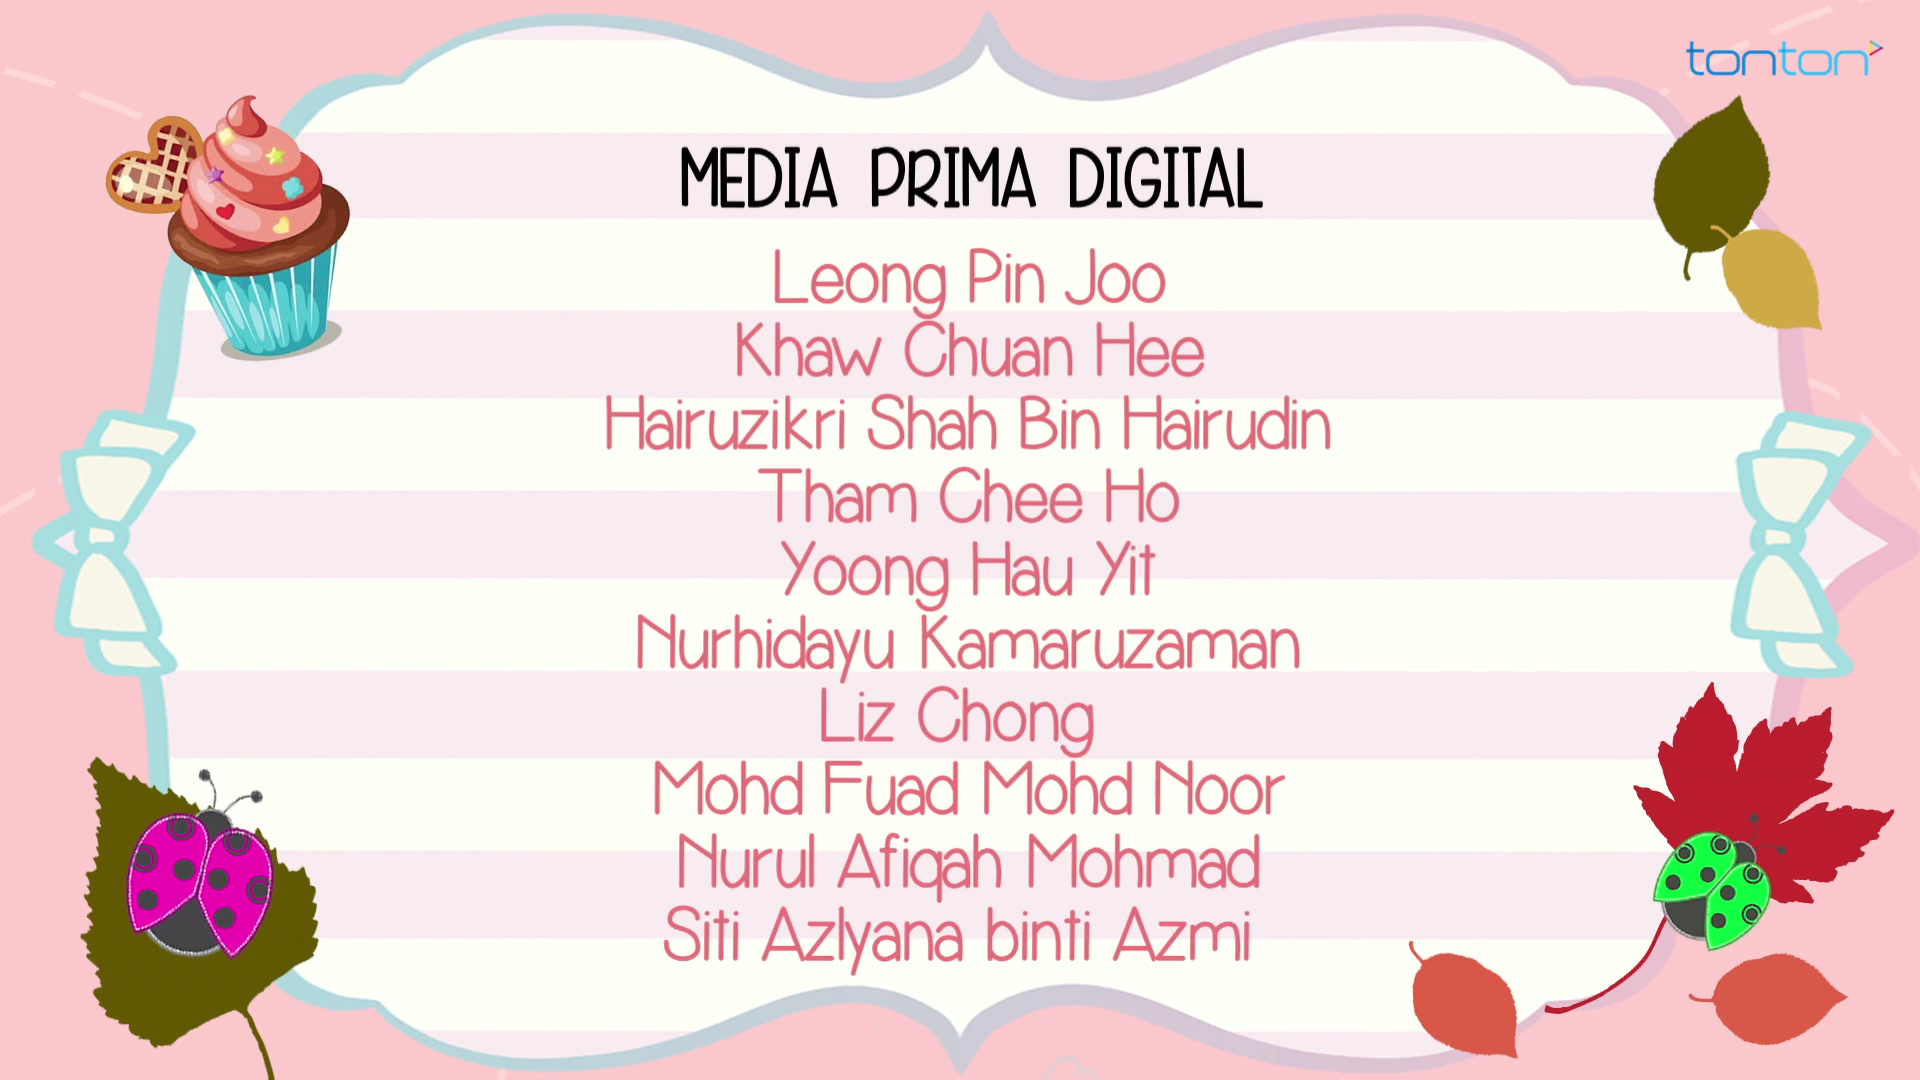 tonton
MEDIA PRIMA DIGITAL
Leong Pin Joo
Khaw Chuan Hee
Hairuzikri Shah Bin Hairudin
Tham Chee Ho
Yoong Hau Yit
Nurhidayu Kamaruzaman
Liz Chong
Mohd Fuad Mohd Noor
Nurul Afiqah Mohmad
Siti Azlyana binti Azmi